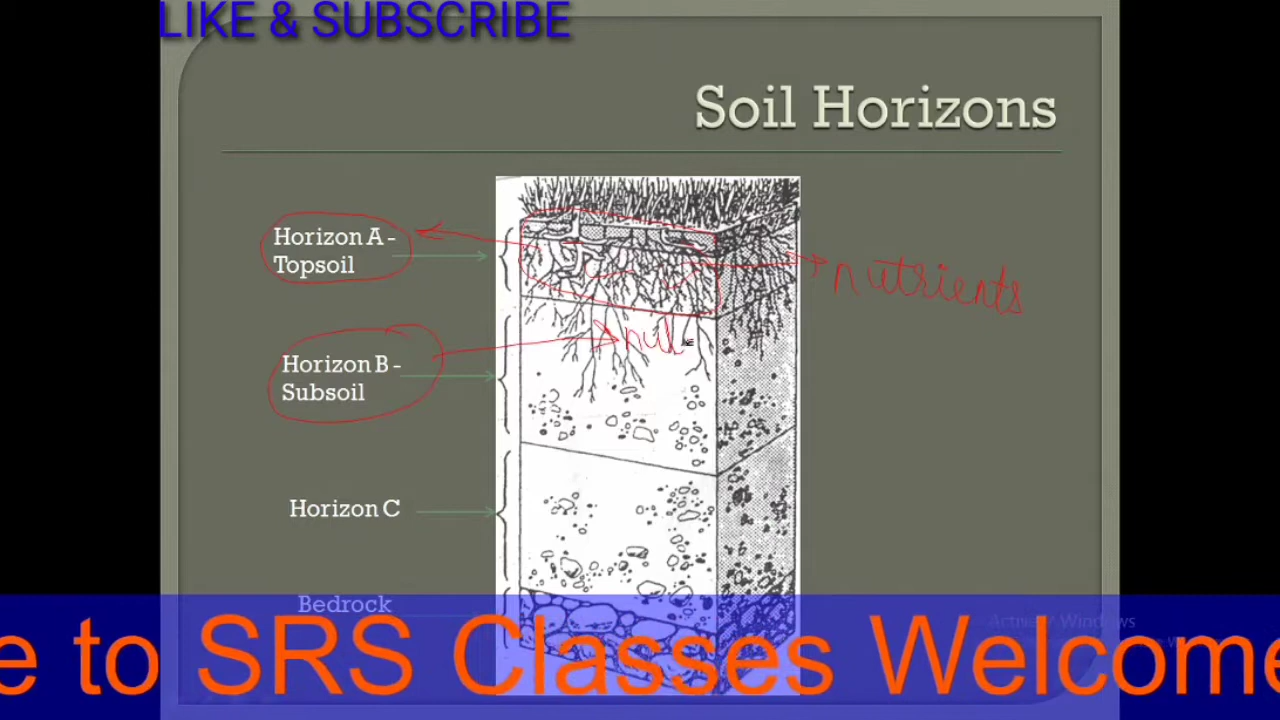 LIKE & SUBSCRIBE
Soil Horizons
Horizon A -
Topsoil
nutrients
Horizon B -
Subsoil
Horizon C
Bedrock
e to SRS Classes Welcome